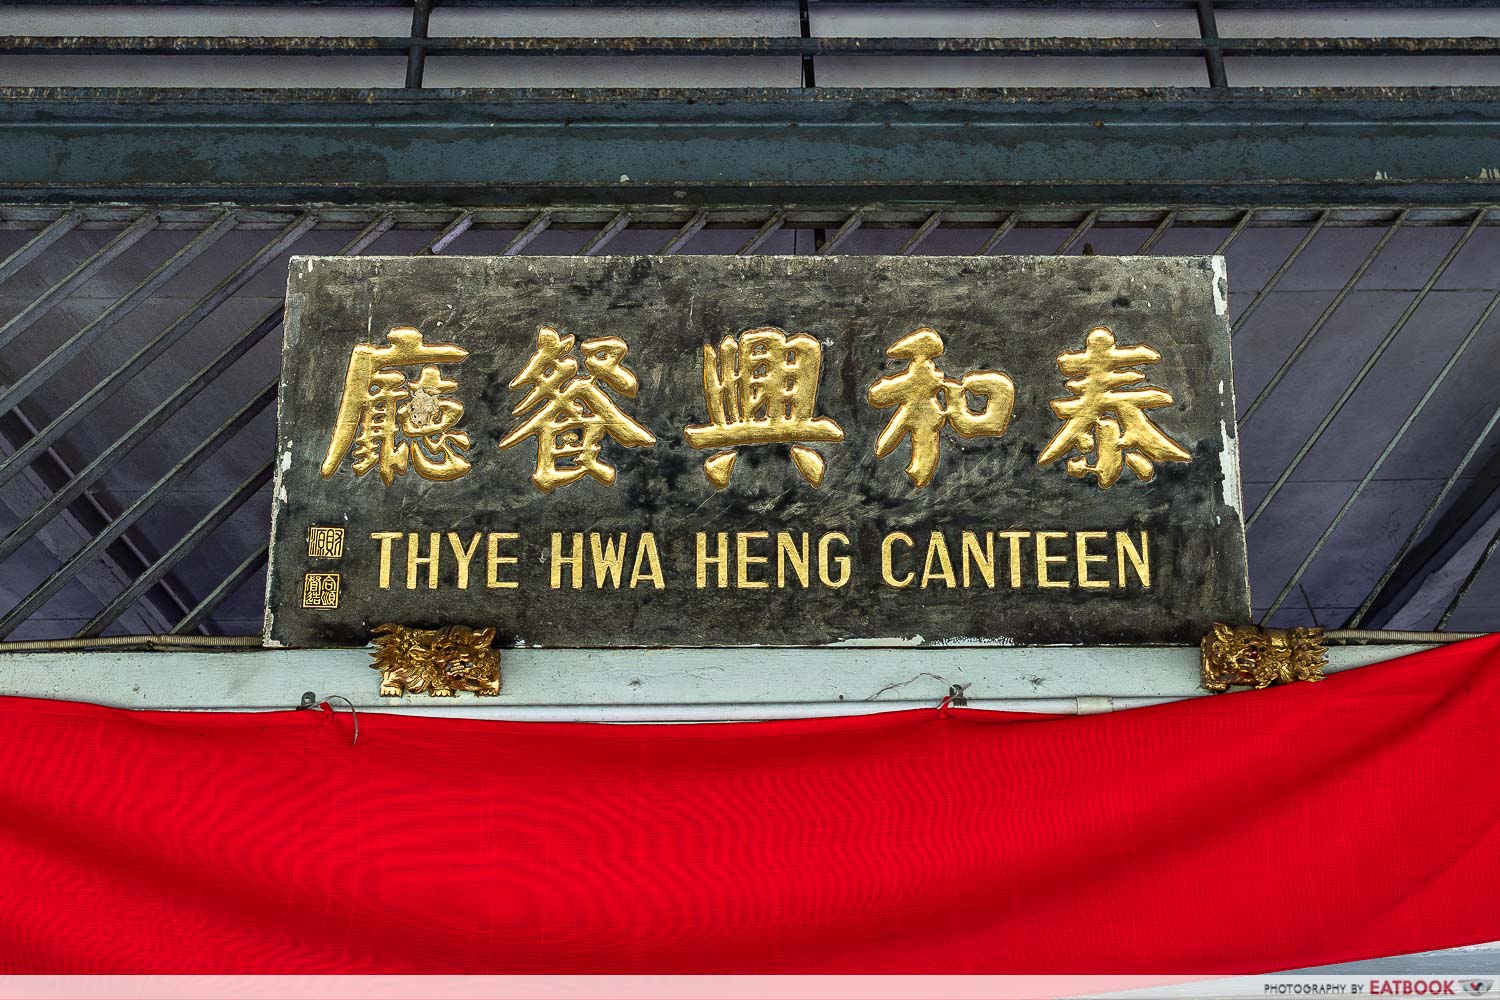 泰和興餐廳
THYE HWA HENG CANTEEN
PHOTOGRAPHY BY EATBOOK